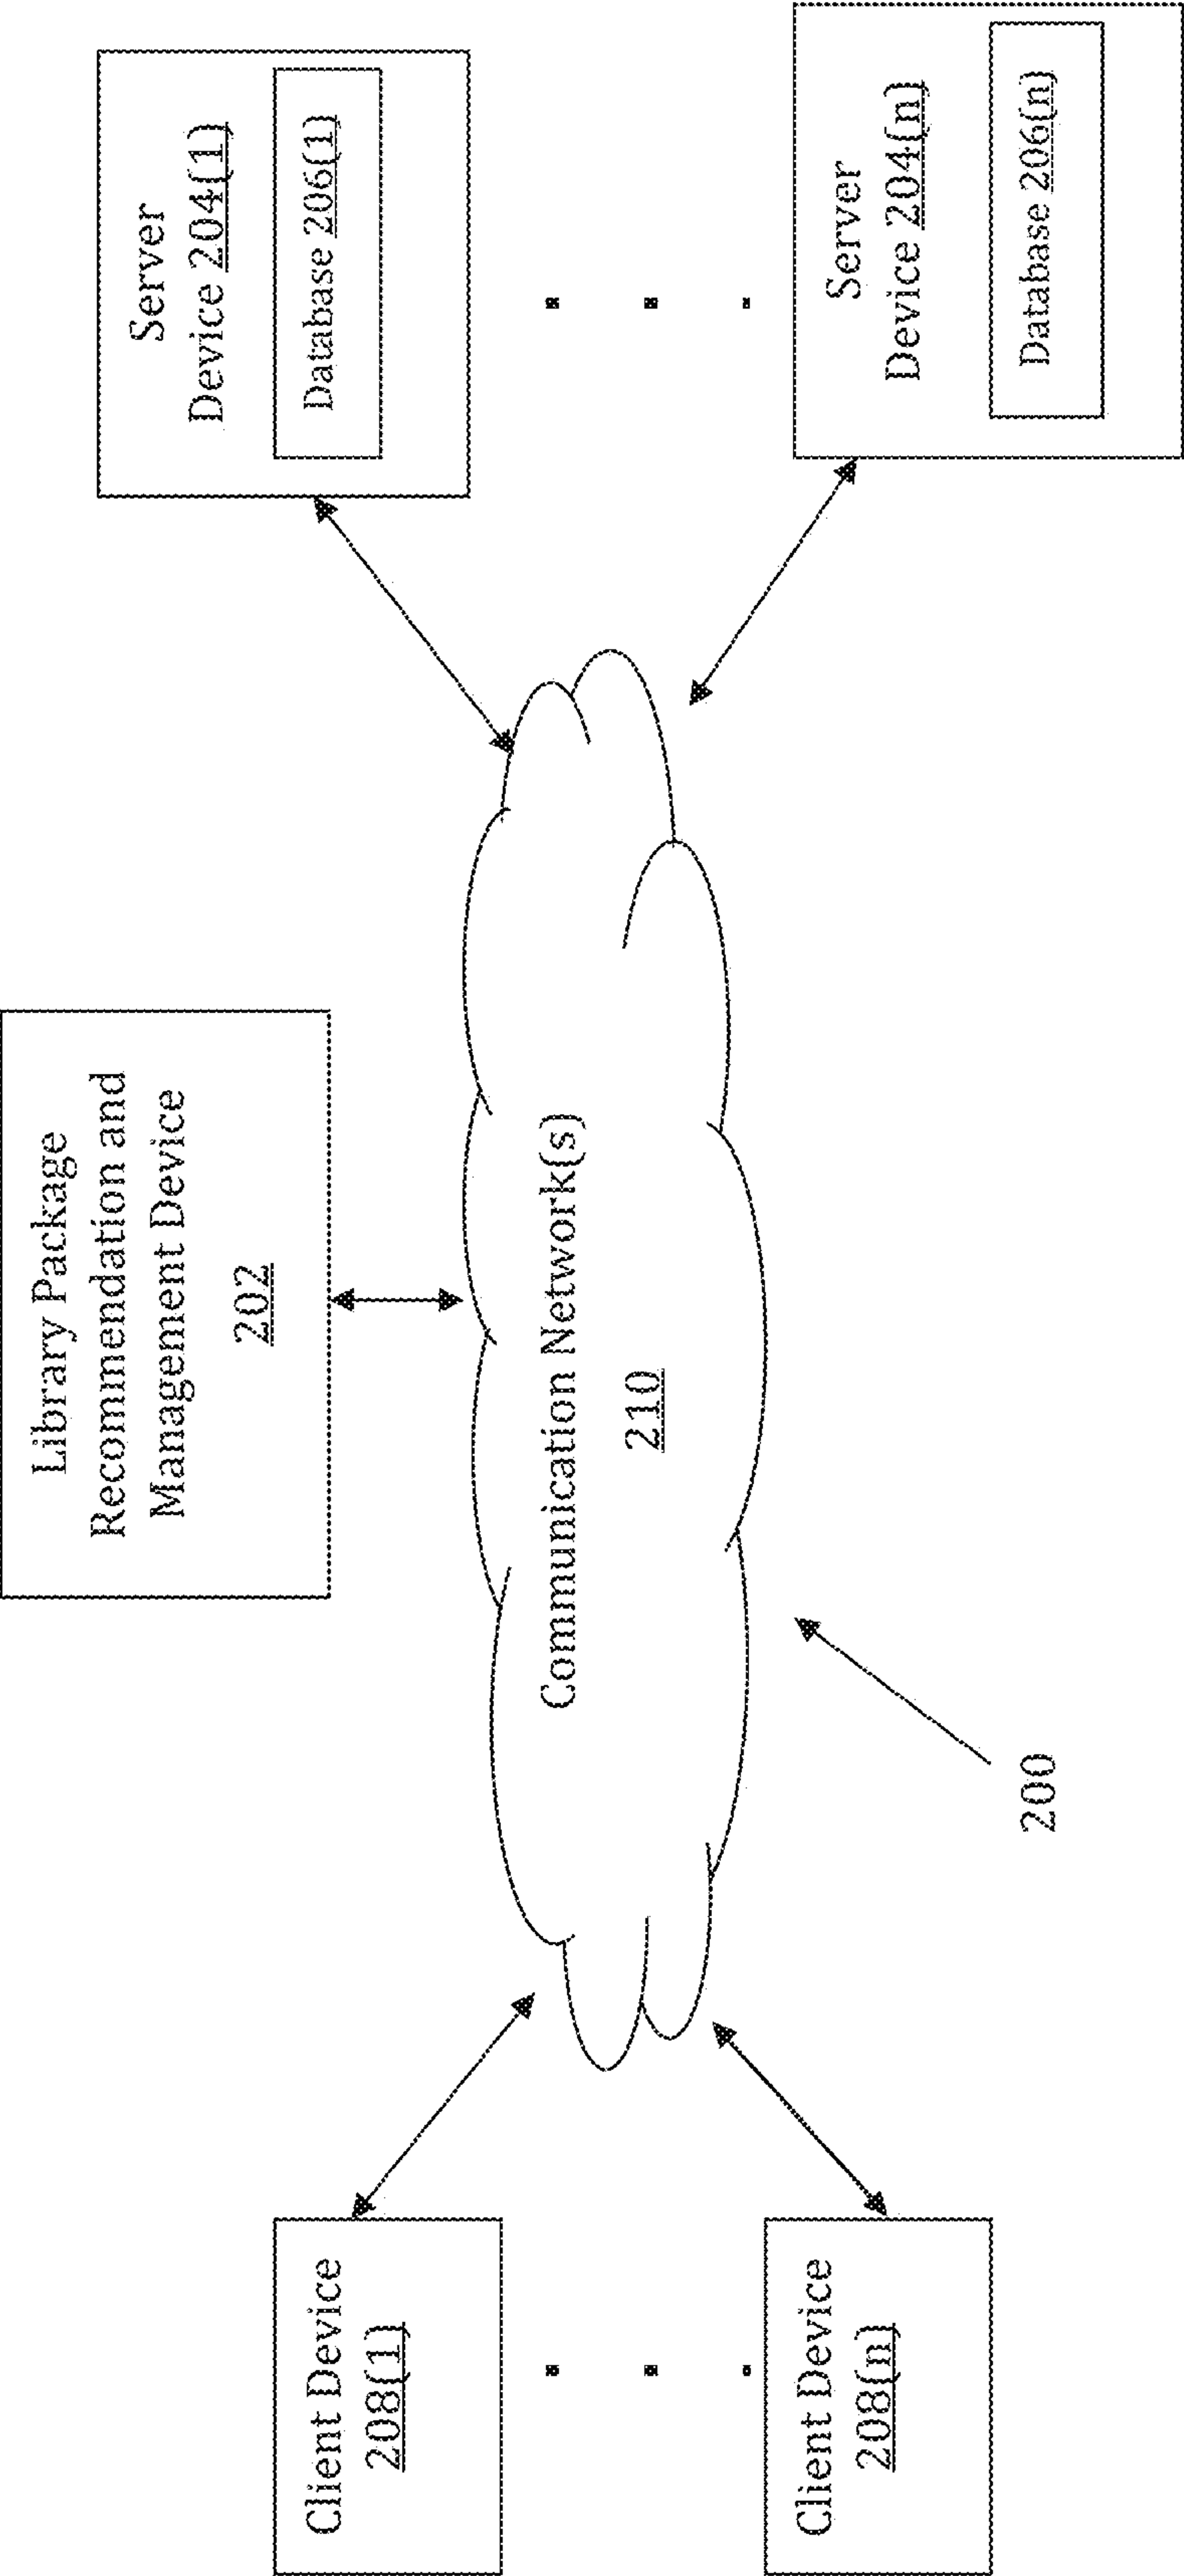 Library Package
Recommendation and
Management Device
202
Client Device
208(1)
Client Device
208(n)
Communication Network(s)
210
200
Server
Device 204(1)
Database 206(1)
Server
Device 204(n)
Database 206(n)